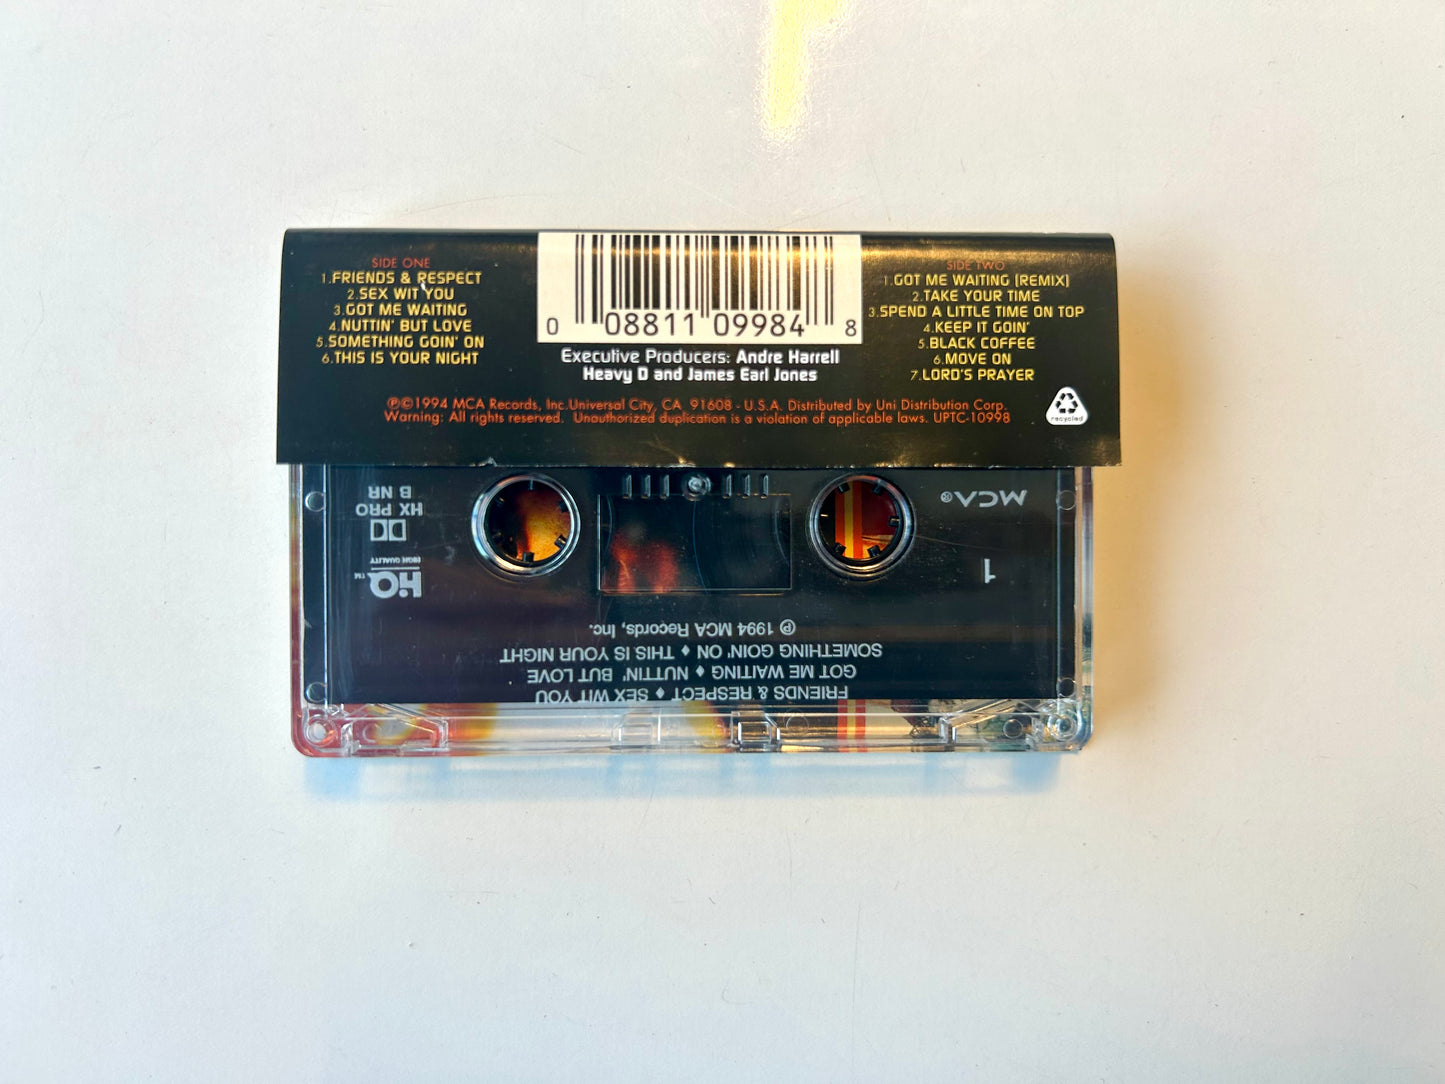 SIDE ONE
1.FRIENDS & RESPECT
2.SEX WIT YOU
3.GOT ME WAITING
4.NUTTIN' BUT LOVE
5.SOMETHING GOIN' ON
6.THIS IS YOUR NIGHT
0 08811 09984 8
Executive Producers: Andre Harrell
Heavy D and James Earl Jones
SIDE TWO
1.GOT ME WAITING (REMIX)
2.TAKE YOUR TIME
3.SPEND A LITTLE TIME ON TOP
4.KEEP IT GOIN'
5.BLACK COFFEE
6.MOVE ON
7.LORD'S PRAYER
℗©1994 MCA Records, Inc.Universal City, CA 91608 - U.S.A. Distributed by Uni Distribution Corp.
Warning: All rights reserved. Unauthorized duplication is a violation of applicable laws. UPTC-10998
recycled
FRIENDS & RESPECT ♦ SEX WIT YOU
GOT ME WAITING ♦ NUTTIN' BUT LOVE
SOMETHING GOIN' ON ♦ THIS IS YOUR NIGHT
℗ 1994 MCA Records, Inc.
1
MCA®
HiQ™
HIGH QUALITY
HX PRO
B NR